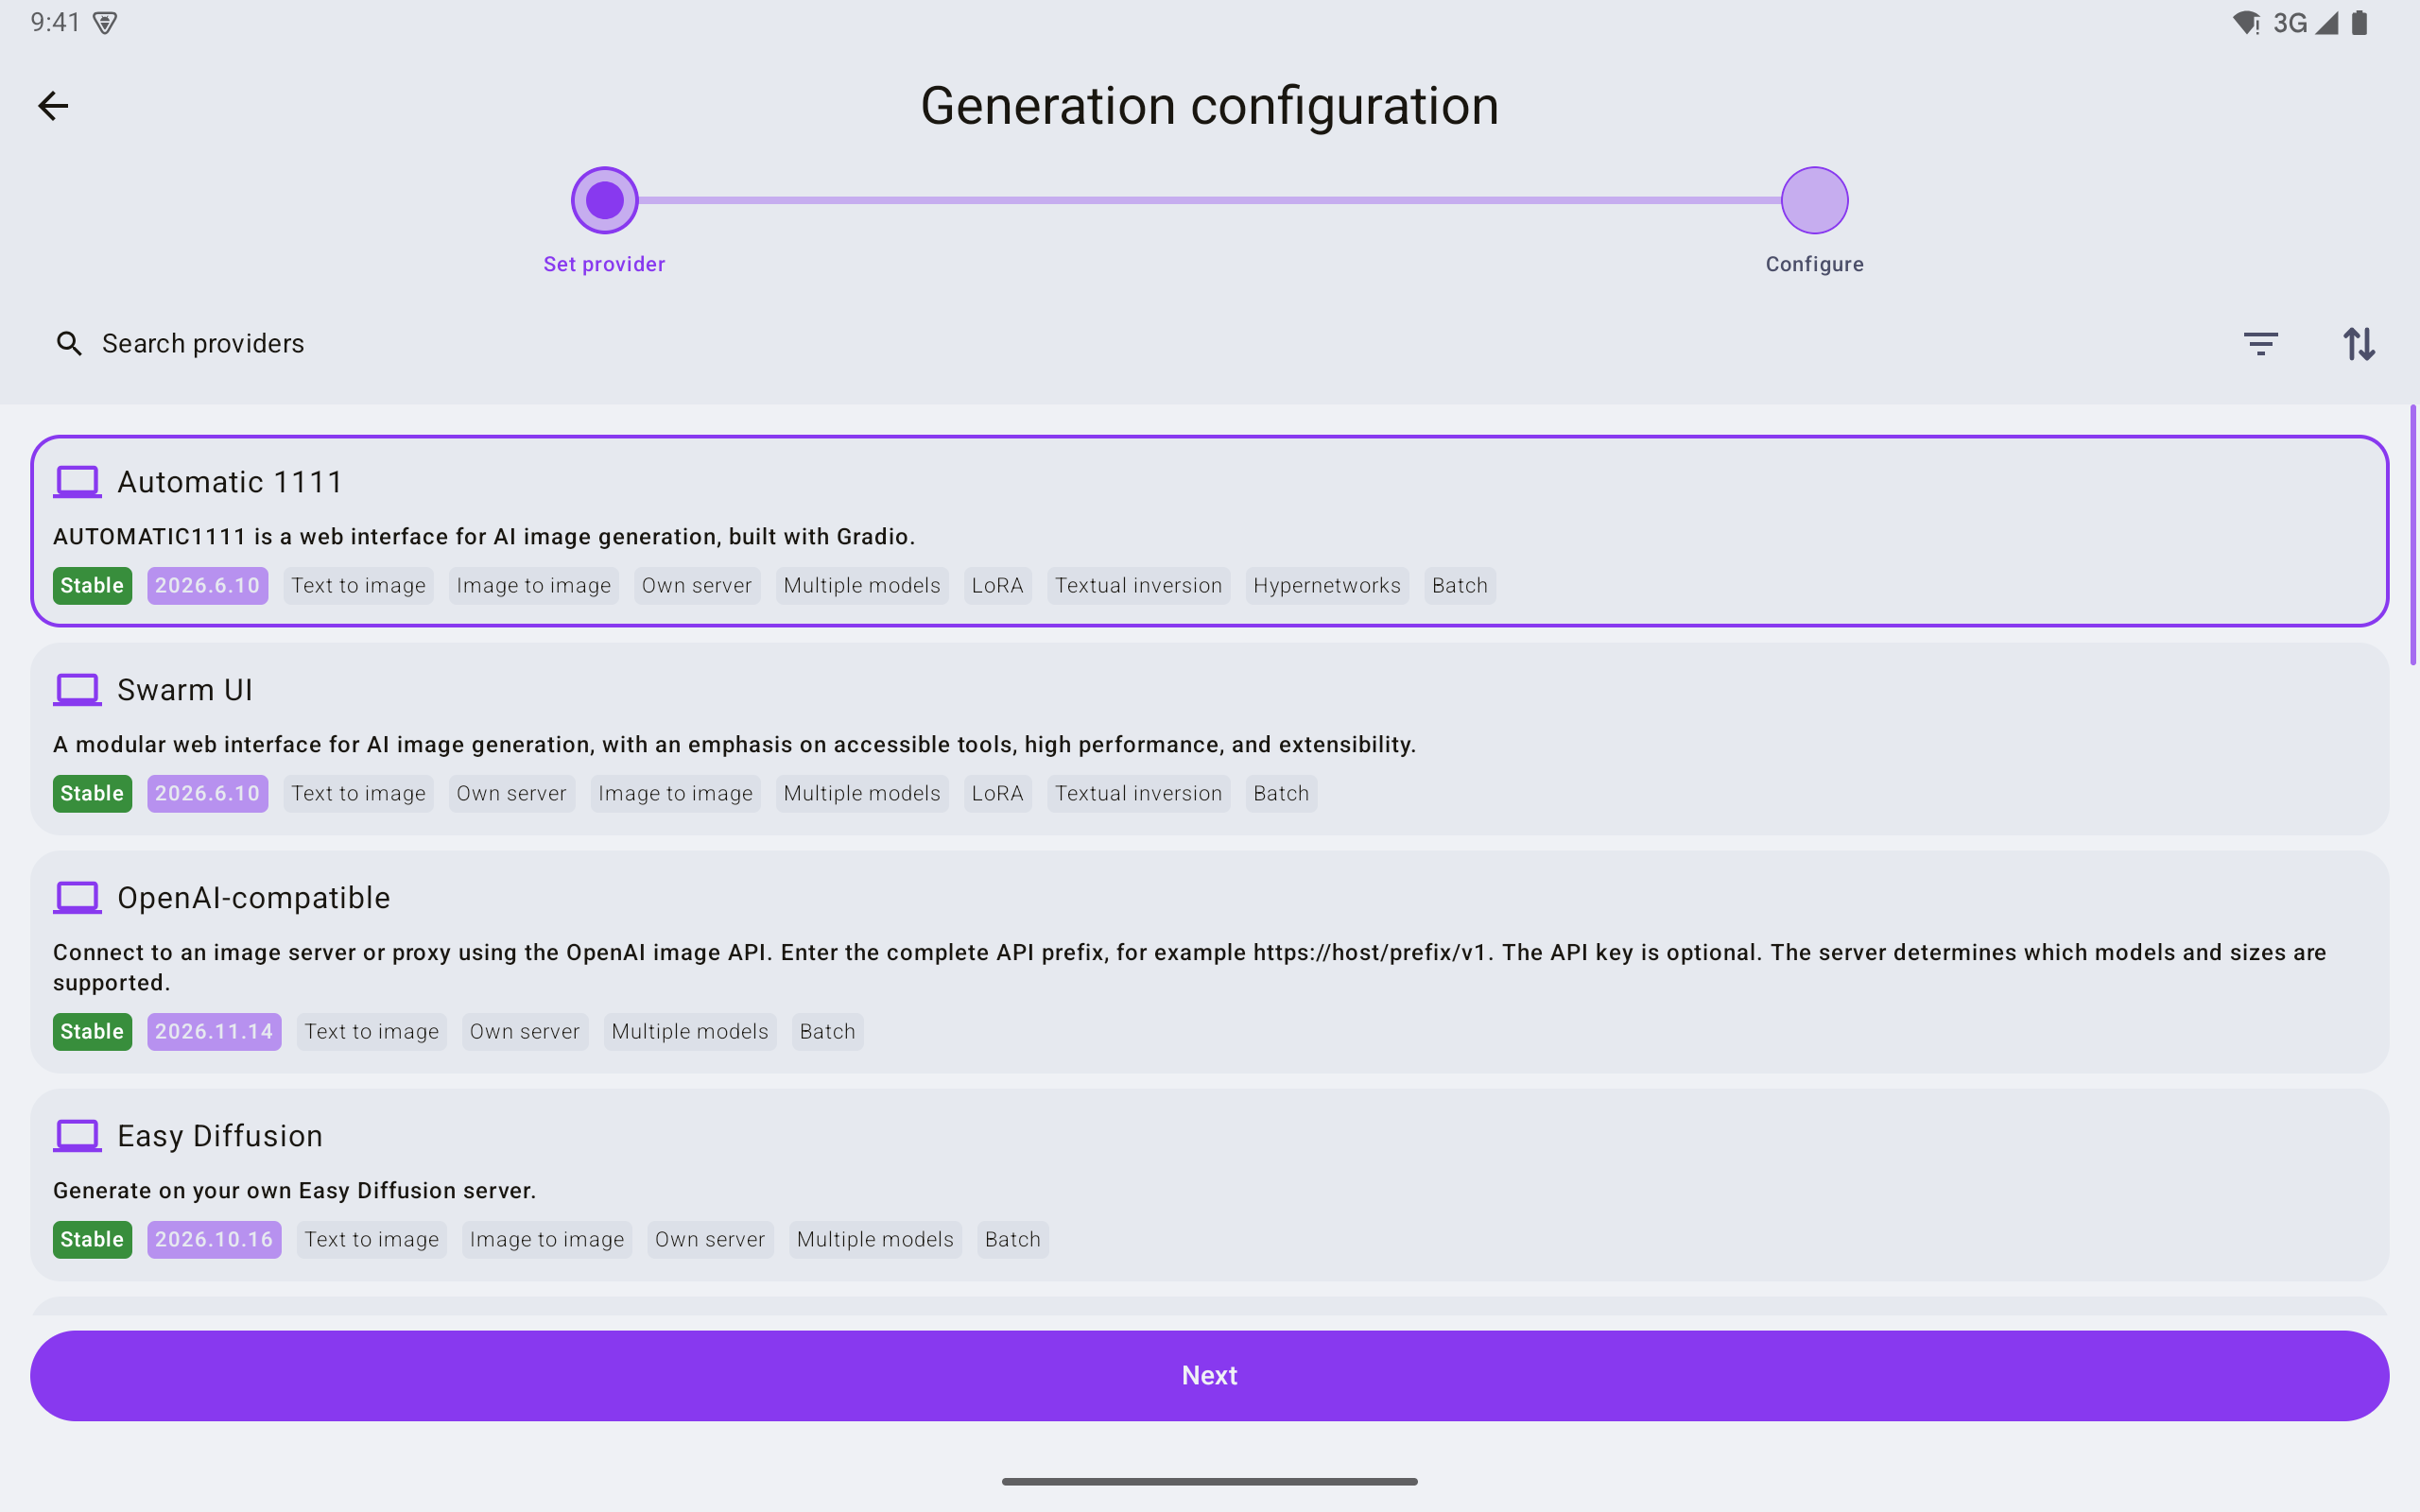 9:41
3G
Generation configuration
Set provider
Configure
Search providers
Automatic 1111
AUTOMATIC1111 is a web interface for AI image generation, built with Gradio.
Stable 2026.6.10 Text to image Image to image Own server Multiple models LoRA Textual inversion Hypernetworks Batch
Swarm UI
A modular web interface for AI image generation, with an emphasis on accessible tools, high performance, and extensibility.
Stable 2026.6.10 Text to image Own server Image to image Multiple models LoRA Textual inversion Batch
OpenAI-compatible
Connect to an image server or proxy using the OpenAI image API. Enter the complete API prefix, for example https://host/prefix/v1. The API key is optional. The server determines which models and sizes are
supported.
Stable 2026.11.14 Text to image Own server Multiple models Batch
Easy Diffusion
Generate on your own Easy Diffusion server.
Stable 2026.10.16 Text to image Image to image Own server Multiple models Batch
Next